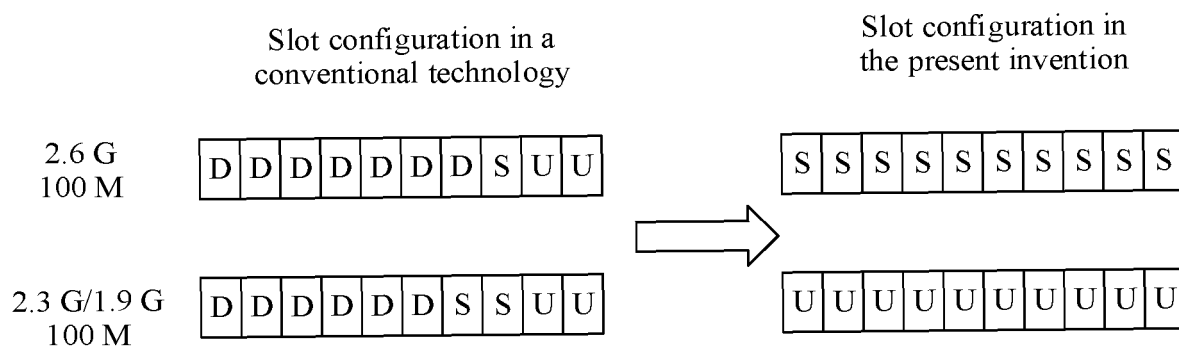 Slot configuration in a
conventional technology
Slot configuration in
the present invention
2.6 G
100 M
D D D D D D D S U U
S S S S S S S S S S
2.3 G/1.9 G
100 M
D D D D D D S S U U
U U U U U U U U U U